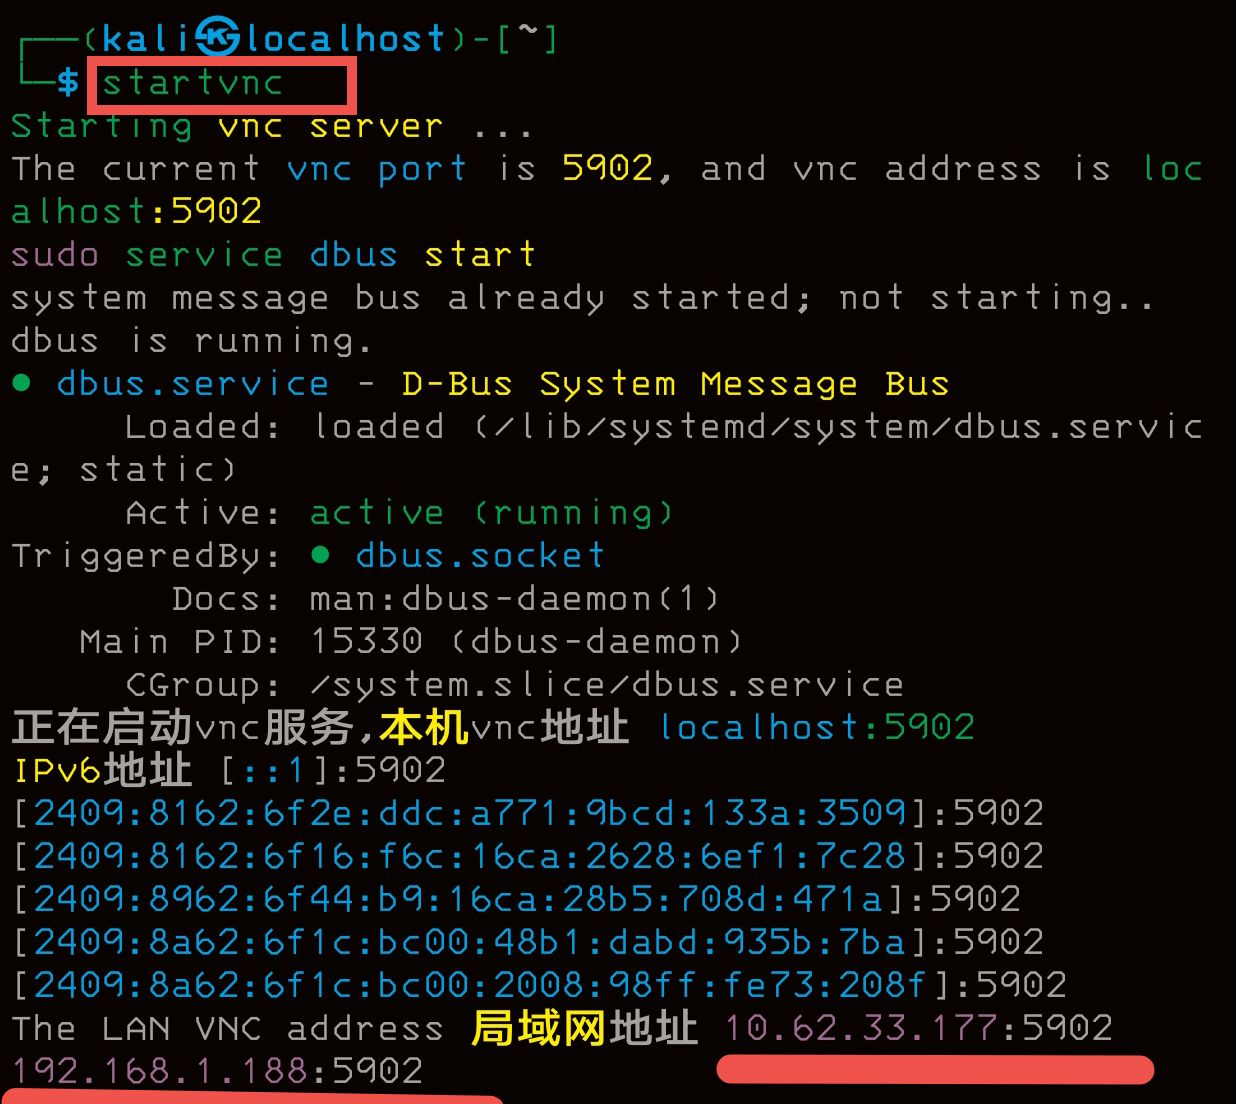 ┌──(kali㉿localhost)-[~]
└─$ startvnc
Starting vnc server ...
The current vnc port is 5902, and vnc address is loc
alhost:5902
sudo service dbus start
system message bus already started; not starting..
dbus is running.
● dbus.service - D-Bus System Message Bus
Loaded: loaded (/lib/systemd/system/dbus.servic
e; static)
Active: active (running)
TriggeredBy: ● dbus.socket
Docs: man:dbus-daemon(1)
Main PID: 15330 (dbus-daemon)
CGroup: /system.slice/dbus.service
正在启动vnc服务,本机vnc地址 localhost:5902
IPv6地址 [::1]:5902
[2409:8162:6f2e:ddc:a771:9bcd:133a:3509]:5902
[2409:8162:6f16:f6c:16ca:2628:6ef1:7c28]:5902
[2409:8962:6f44:b9:16ca:28b5:708d:471a]:5902
[2409:8a62:6f1c:bc00:48b1:dabd:935b:7ba]:5902
[2409:8a62:6f1c:bc00:2008:98ff:fe73:208f]:5902
The LAN VNC address 局域网地址 10.62.33.177:5902
192.168.1.188:5902